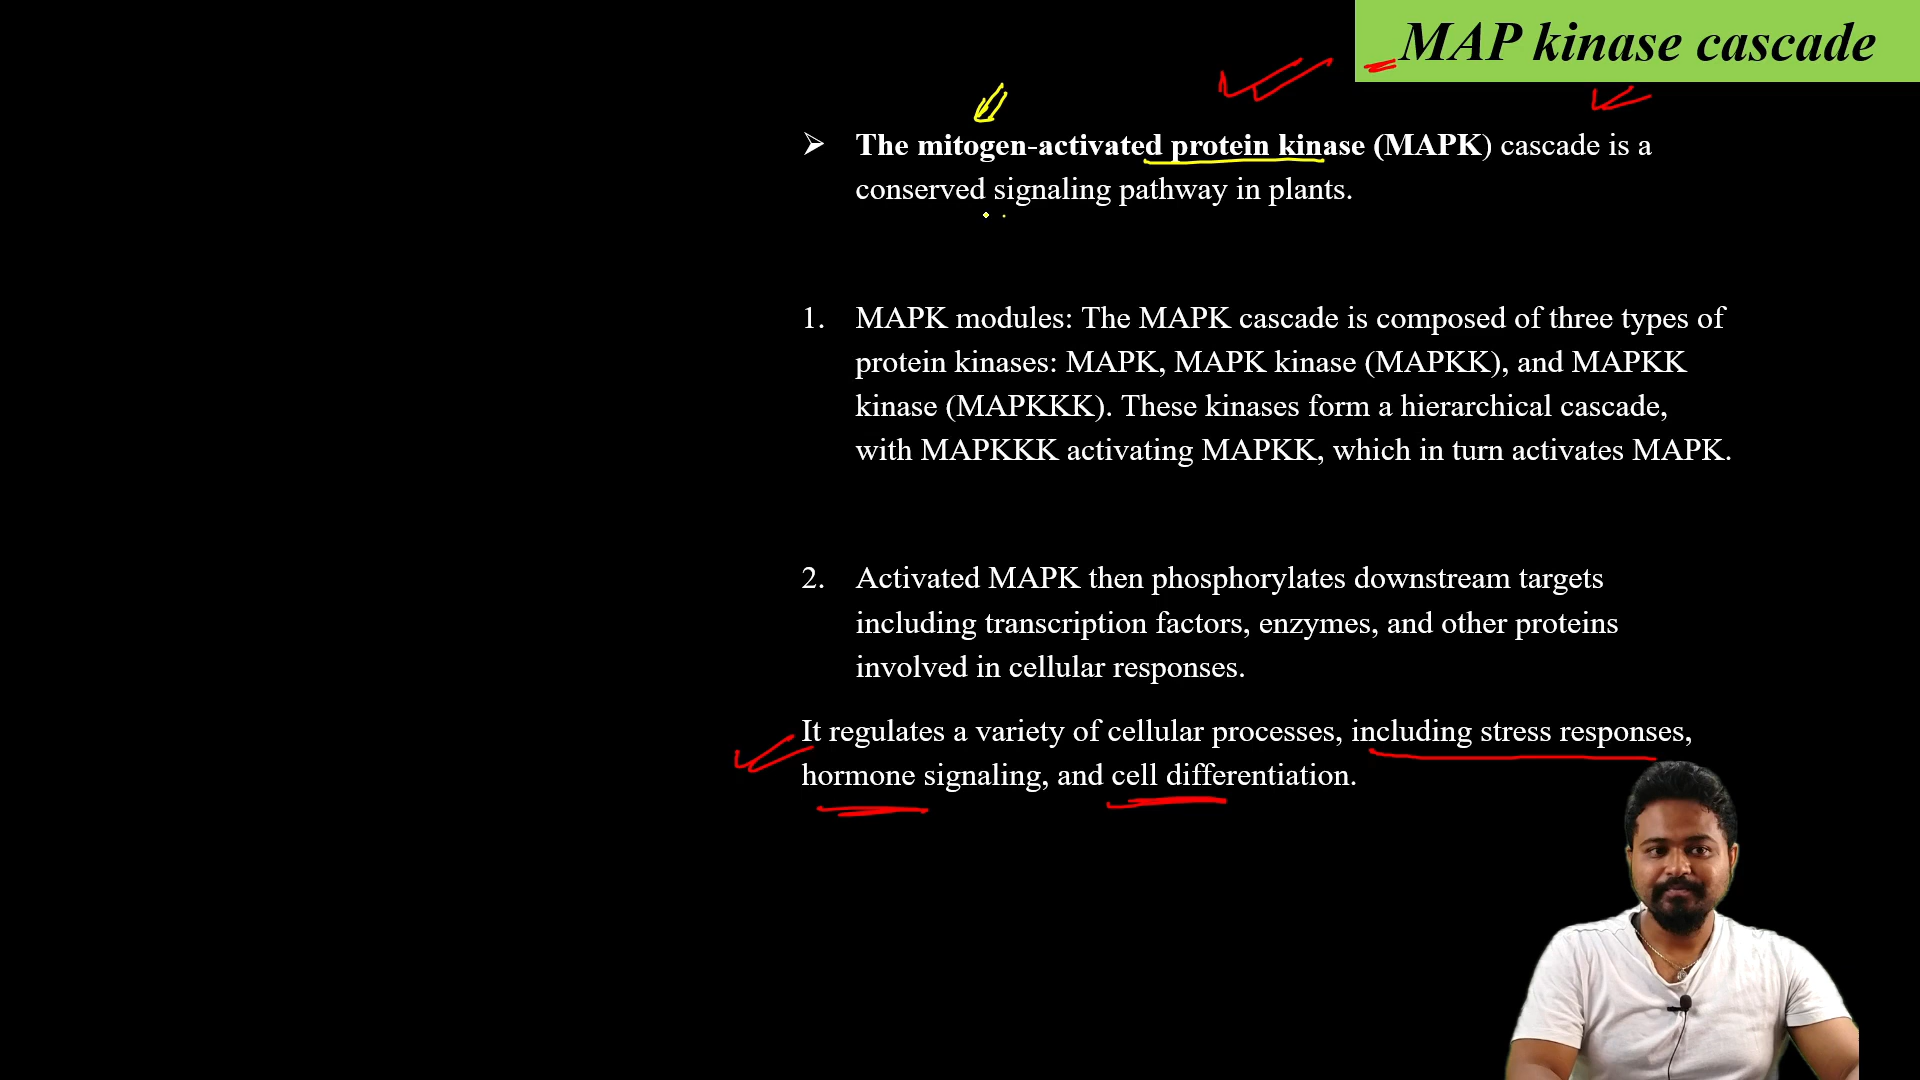 MAP kinase cascade
➢ The mitogen-activated protein kinase (MAPK) cascade is a
conserved signaling pathway in plants.
1. MAPK modules: The MAPK cascade is composed of three types of
protein kinases: MAPK, MAPK kinase (MAPKK), and MAPKK
kinase (MAPKKK). These kinases form a hierarchical cascade,
with MAPKKK activating MAPKK, which in turn activates MAPK.
2. Activated MAPK then phosphorylates downstream targets
including transcription factors, enzymes, and other proteins
involved in cellular responses.
It regulates a variety of cellular processes, including stress responses,
hormone signaling, and cell differentiation.